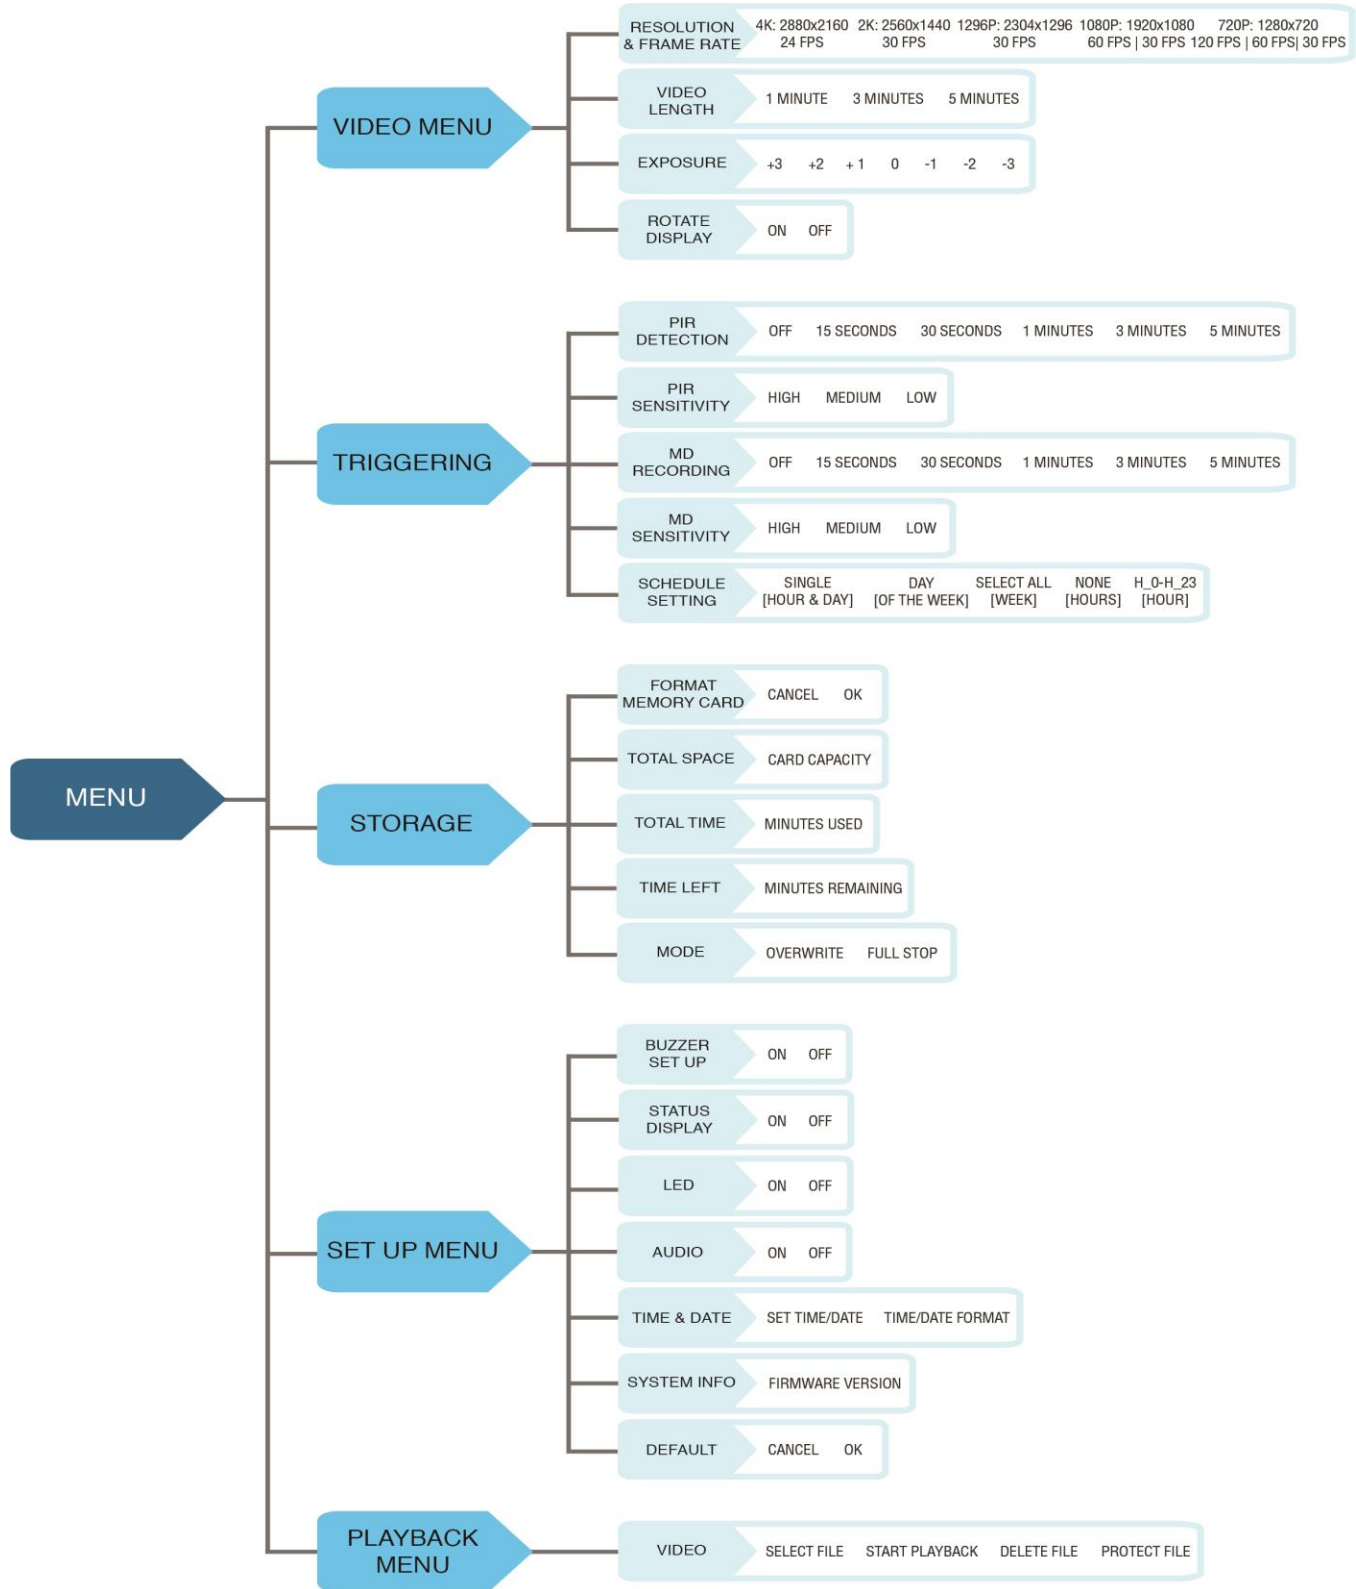 MENU
VIDEO MENU
RESOLUTION
& FRAME RATE
4K: 2880x2160 2K: 2560x1440 1296P: 2304x1296 1080P: 1920x1080 720P: 1280x720
24 FPS 30 FPS 30 FPS 60 FPS | 30 FPS 120 FPS | 60 FPS| 30 FPS
VIDEO
LENGTH
1 MINUTE 3 MINUTES 5 MINUTES
EXPOSURE
+3 +2 + 1 0 -1 -2 -3
ROTATE
DISPLAY
ON OFF
TRIGGERING
PIR
DETECTION
OFF 15 SECONDS 30 SECONDS 1 MINUTES 3 MINUTES 5 MINUTES
PIR
SENSITIVITY
HIGH MEDIUM LOW
MD
RECORDING
OFF 15 SECONDS 30 SECONDS 1 MINUTES 3 MINUTES 5 MINUTES
MD
SENSITIVITY
HIGH MEDIUM LOW
SCHEDULE
SETTING
SINGLE DAY SELECT ALL NONE H_0-H_23
[HOUR & DAY] [OF THE WEEK] [WEEK] [HOURS] [HOUR]
STORAGE
FORMAT
MEMORY CARD
CANCEL OK
TOTAL SPACE
CARD CAPACITY
TOTAL TIME
MINUTES USED
TIME LEFT
MINUTES REMAINING
MODE
OVERWRITE FULL STOP
SET UP MENU
BUZZER
SET UP
ON OFF
STATUS
DISPLAY
ON OFF
LED
ON OFF
AUDIO
ON OFF
TIME & DATE
SET TIME/DATE TIME/DATE FORMAT
SYSTEM INFO
FIRMWARE VERSION
DEFAULT
CANCEL OK
PLAYBACK
MENU
VIDEO
SELECT FILE START PLAYBACK DELETE FILE PROTECT FILE